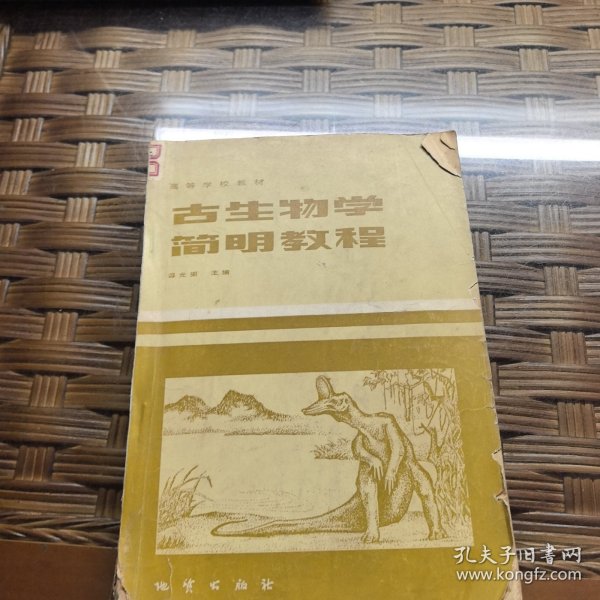 高等学校教材
古生物学
简明教程
主编
地质出版社
孔夫子旧书网
www.kongfz.com